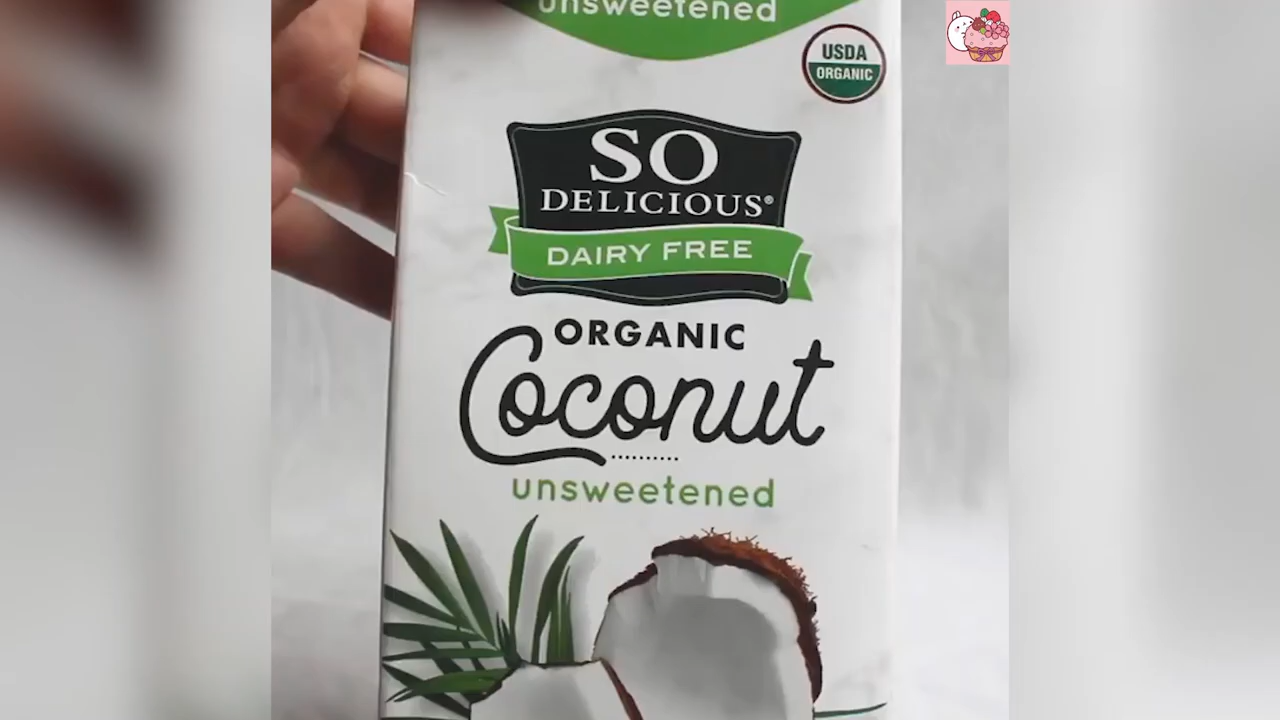 unsweetened
USDA
ORGANIC
SO
DELICIOUS®
DAIRY FREE
ORGANIC
Coconut
unsweetened